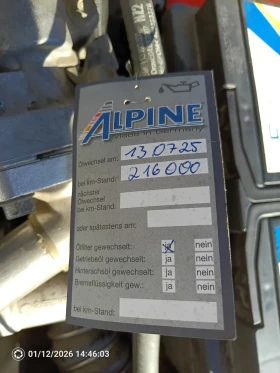 ALPINE
Made in Germany
Ölwechsel am: 13.07.25
bei km-Stand: 216000
nächster
Ölwechsel
bei km-Stand:
oder spätestens am:
Ölfilter gewechselt: ja nein
Getriebeöl gewechselt: ja nein
Hinterachsöl gewechselt: ja nein
Bremsflüssigkeit gew.: ja nein
bei km-Stand:
01/12/2026 14:46:03